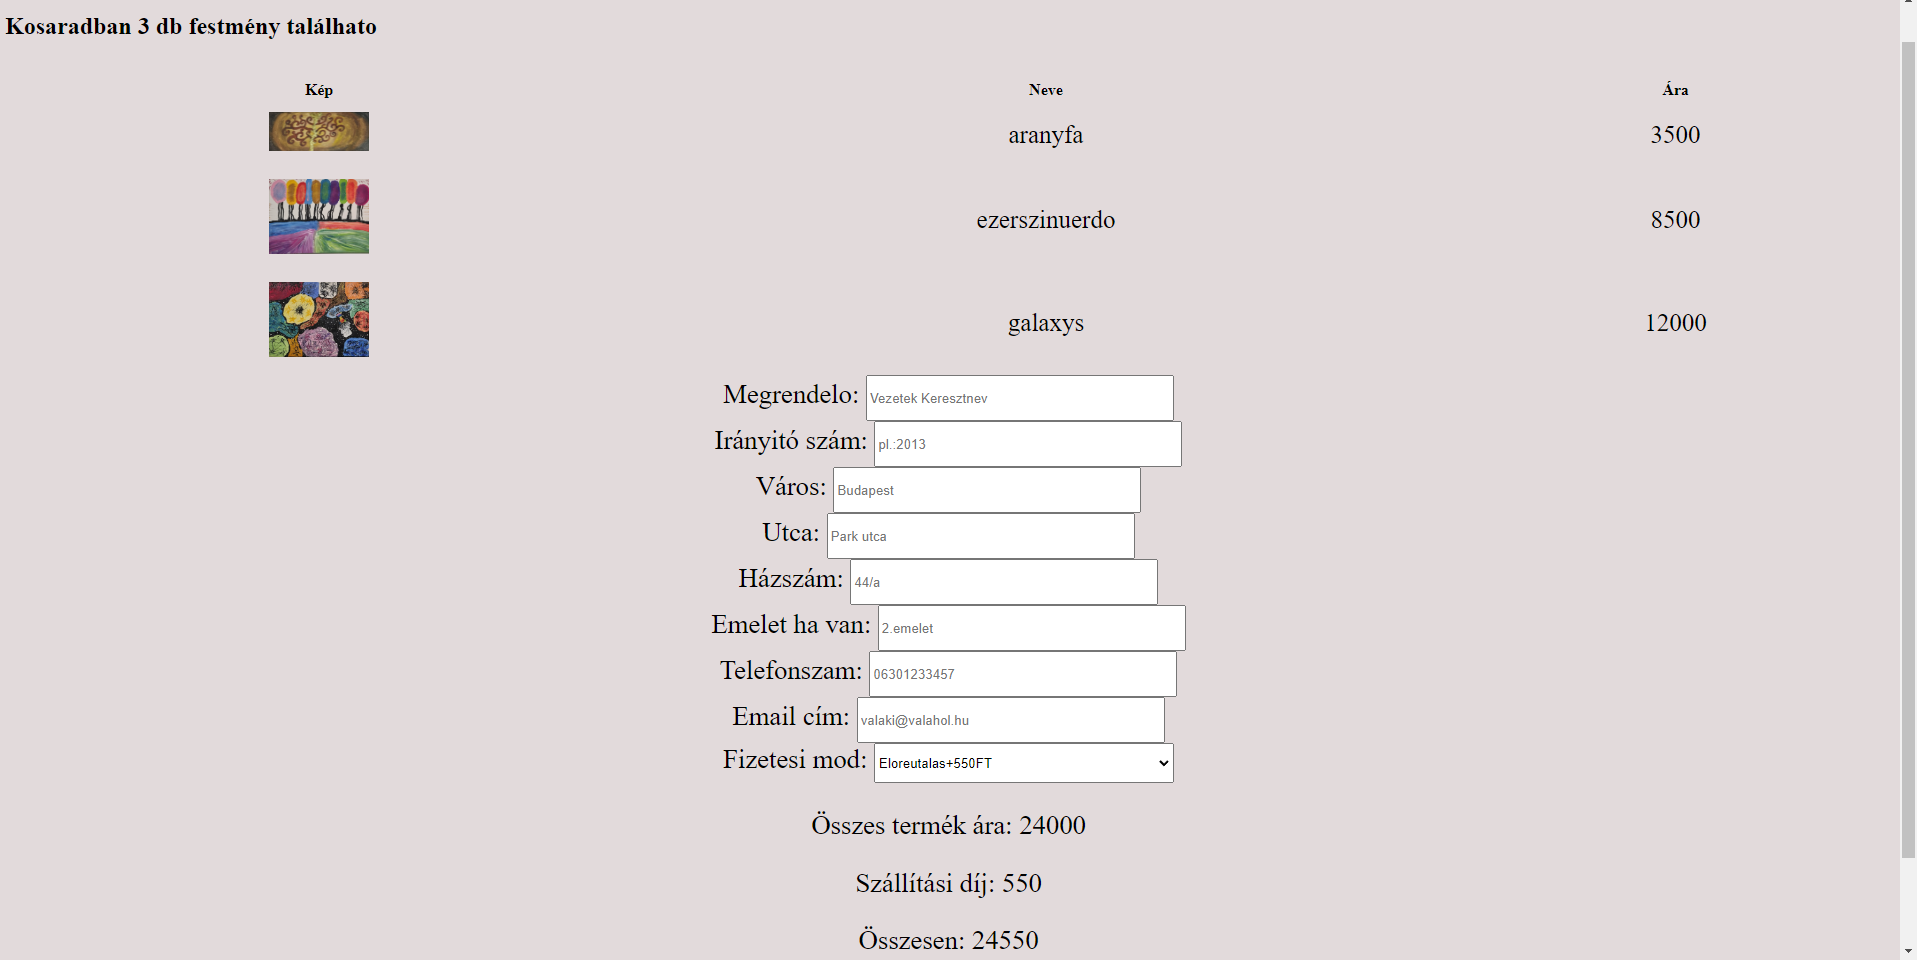 Kosaradban 3 db festmény találhato
Kép Neve Ára
aranyfa 3500
ezerszinuerdo 8500
galaxys 12000
Megrendelo: Vezetek Keresztnev
Irányitó szám: pl.:2013
Város: Budapest
Utca: Park utca
Házszám: 44/a
Emelet ha van: 2.emelet
Telefonszam: 06301233457
Email cím: valaki@valahol.hu
Fizetesi mod: Eloreutalas+550FT
Összes termék ára: 24000
Szállítási díj: 550
Összesen: 24550